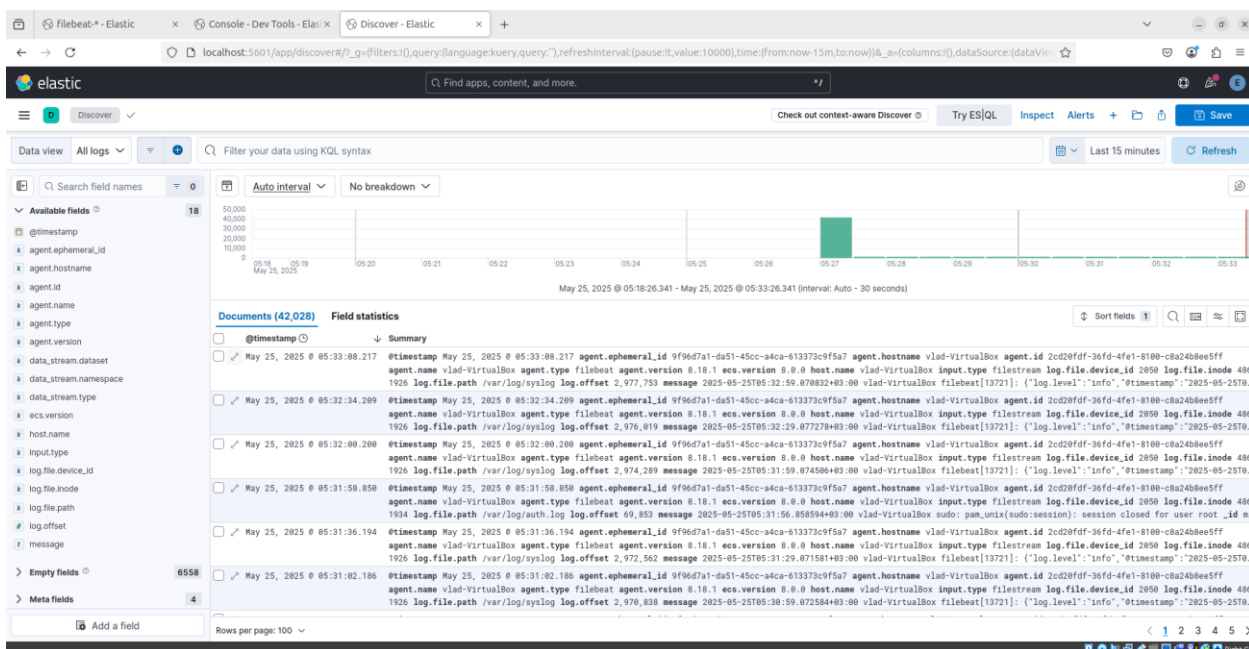 filebeat-* - Elastic × Console - Dev Tools - Elas × Discover - Elastic × +
localhost:5601/app/discover#/?_g=(filters:!(),query:(language:kuery,query:''),refreshInterval:(pause:!t,value:10000),time:(from:now-15m,to:now))&_a=(columns:!(),dataSource:(dataVie
elastic
Find apps, content, and more. ^/ E
D Discover Check out context-aware Discover Try ES|QL Inspect Alerts + Save
Data view All logs Filter your data using KQL syntax Last 15 minutes Refresh
Search field names 0 Auto interval No breakdown
Available fields 18
@timestamp
agent.ephemeral_id
agent.hostname
agent.id
agent.name
agent.type
agent.version
data_stream.dataset
data_stream.namespace
data_stream.type
ecs.version
host.name
input.type
log.file.device_id
log.file.inode
log.file.path
log.offset
message
Empty fields 6558
Meta fields 4
Add a field
50,000
40,000
30,000
20,000
10,000
0
05:18 05:19 05:20 05:21 05:22 05:23 05:24 05:25 05:26 05:27 05:28 05:29 05:30 05:31 05:32 05:33
May 25, 2025
May 25, 2025 @ 05:18:26.341 - May 25, 2025 @ 05:33:26.341 (interval: Auto - 30 seconds)
Documents (42,028) Field statistics Sort fields 1
@timestamp Summary
May 25, 2025 @ 05:33:08.217 @timestamp May 25, 2025 @ 05:33:08.217 agent.ephemeral_id 9f96d7a1-da51-45cc-a4ca-613373c9f5a7 agent.hostname vlad-VirtualBox agent.id 2cd20fdf-36fd-4fe1-8100-c8a24b8ee5ff
agent.name vlad-VirtualBox agent.type filebeat agent.version 8.18.1 ecs.version 8.0.0 host.name vlad-VirtualBox input.type filestream log.file.device_id 2050 log.file.inode 486
1926 log.file.path /var/log/syslog log.offset 2,977,753 message 2025-05-25T05:32:59.070832+03:00 vlad-VirtualBox filebeat[13721]: {"log.level":"info","@timestamp":"2025-05-25T0.
May 25, 2025 @ 05:32:34.209 @timestamp May 25, 2025 @ 05:32:34.209 agent.ephemeral_id 9f96d7a1-da51-45cc-a4ca-613373c9f5a7 agent.hostname vlad-VirtualBox agent.id 2cd20fdf-36fd-4fe1-8100-c8a24b8ee5ff
agent.name vlad-VirtualBox agent.type filebeat agent.version 8.18.1 ecs.version 8.0.0 host.name vlad-VirtualBox input.type filestream log.file.device_id 2050 log.file.inode 486
1926 log.file.path /var/log/syslog log.offset 2,976,019 message 2025-05-25T05:32:29.077278+03:00 vlad-VirtualBox filebeat[13721]: {"log.level":"info","@timestamp":"2025-05-25T0.
May 25, 2025 @ 05:32:00.200 @timestamp May 25, 2025 @ 05:32:00.200 agent.ephemeral_id 9f96d7a1-da51-45cc-a4ca-613373c9f5a7 agent.hostname vlad-VirtualBox agent.id 2cd20fdf-36fd-4fe1-8100-c8a24b8ee5ff
agent.name vlad-VirtualBox agent.type filebeat agent.version 8.18.1 ecs.version 8.0.0 host.name vlad-VirtualBox input.type filestream log.file.device_id 2050 log.file.inode 486
1926 log.file.path /var/log/syslog log.offset 2,974,289 message 2025-05-25T05:31:59.074506+03:00 vlad-VirtualBox filebeat[13721]: {"log.level":"info","@timestamp":"2025-05-25T0.
May 25, 2025 @ 05:31:58.850 @timestamp May 25, 2025 @ 05:31:58.850 agent.ephemeral_id 9f96d7a1-da51-45cc-a4ca-613373c9f5a7 agent.hostname vlad-VirtualBox agent.id 2cd20fdf-36fd-4fe1-8100-c8a24b8ee5ff
agent.name vlad-VirtualBox agent.type filebeat agent.version 8.18.1 ecs.version 8.0.0 host.name vlad-VirtualBox input.type filestream log.file.device_id 2050 log.file.inode 486
1934 log.file.path /var/log/auth.log log.offset 69,853 message 2025-05-25T05:31:56.858594+03:00 vlad-VirtualBox sudo: pam_unix(sudo:session): session closed for user root _id m
May 25, 2025 @ 05:31:36.194 @timestamp May 25, 2025 @ 05:31:36.194 agent.ephemeral_id 9f96d7a1-da51-45cc-a4ca-613373c9f5a7 agent.hostname vlad-VirtualBox agent.id 2cd20fdf-36fd-4fe1-8100-c8a24b8ee5ff
agent.name vlad-VirtualBox agent.type filebeat agent.version 8.18.1 ecs.version 8.0.0 host.name vlad-VirtualBox input.type filestream log.file.device_id 2050 log.file.inode 486
1926 log.file.path /var/log/syslog log.offset 2,972,562 message 2025-05-25T05:31:29.071581+03:00 vlad-VirtualBox filebeat[13721]: {"log.level":"info","@timestamp":"2025-05-25T0.
May 25, 2025 @ 05:31:02.186 @timestamp May 25, 2025 @ 05:31:02.186 agent.ephemeral_id 9f96d7a1-da51-45cc-a4ca-613373c9f5a7 agent.hostname vlad-VirtualBox agent.id 2cd20fdf-36fd-4fe1-8100-c8a24b8ee5ff
agent.name vlad-VirtualBox agent.type filebeat agent.version 8.18.1 ecs.version 8.0.0 host.name vlad-VirtualBox input.type filestream log.file.device_id 2050 log.file.inode 486
1926 log.file.path /var/log/syslog log.offset 2,970,838 message 2025-05-25T05:30:59.072584+03:00 vlad-VirtualBox filebeat[13721]: {"log.level":"info","@timestamp":"2025-05-25T0.
Rows per page: 100 < 1 2 3 4 5 >